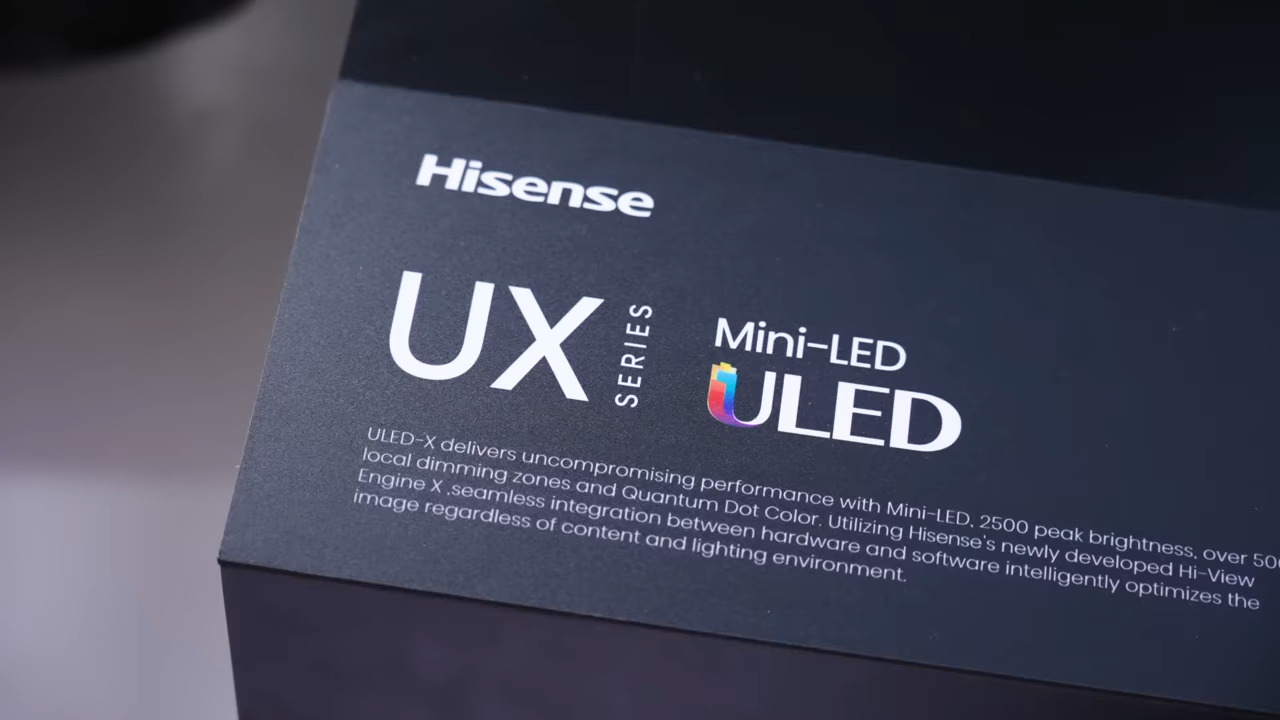 Hisense
UX SERIES
Mini-LED
ULED
ULED-X delivers uncompromising performance with Mini-LED, 2500 peak brightness, over
local dimming zones and Quantum Dot Color. Utilizing Hisense's newly developed Hi-View
Engine X ,seamless integration between hardware and software intelligently optimizes the
image regardless of content and lighting environment.